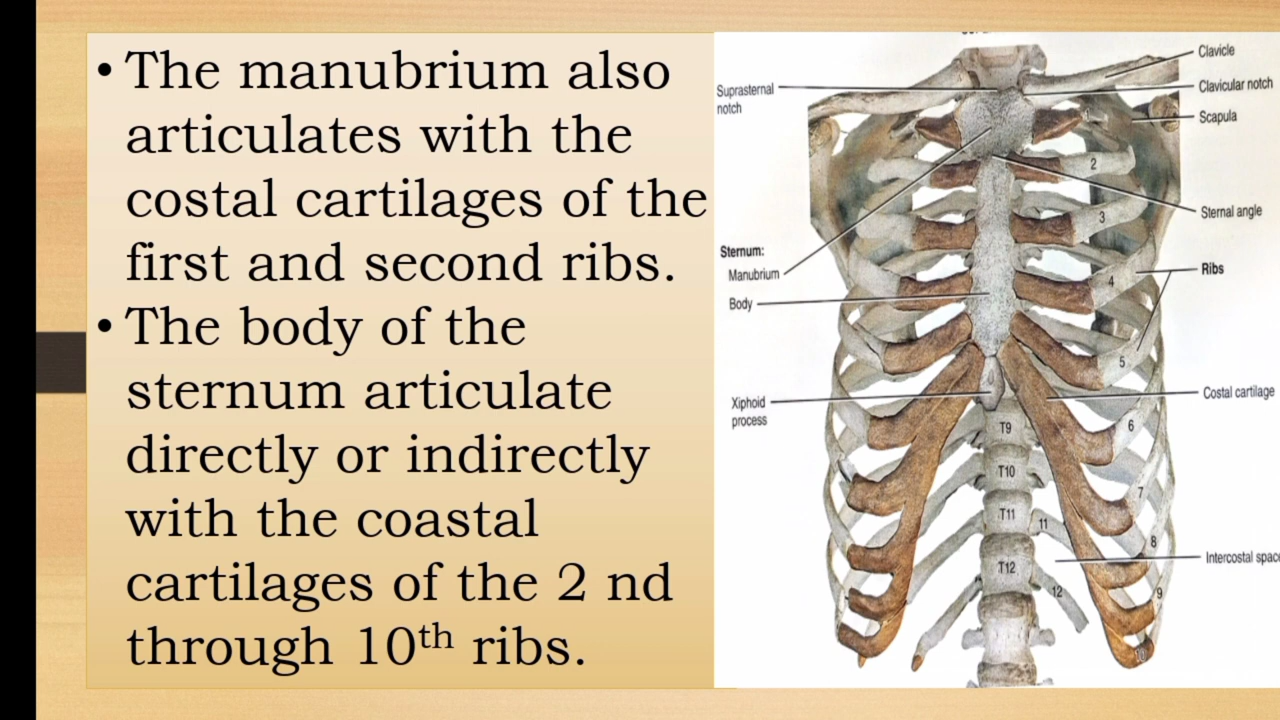 • The manubrium also
articulates with the
costal cartilages of the
first and second ribs.
• The body of the
sternum articulate
directly or indirectly
with the coastal
cartilages of the 2 nd
through 10th ribs.
Suprasternal
notch
Sternum:
Manubrium
Body
Xiphoid
process
Clavicle
Clavicular notch
Scapula
Sternal angle
Ribs
Costal cartilage
Intercostal space
1
2
3
4
5
6
7
8
9
10
11
12
T9
T10
T11
T12